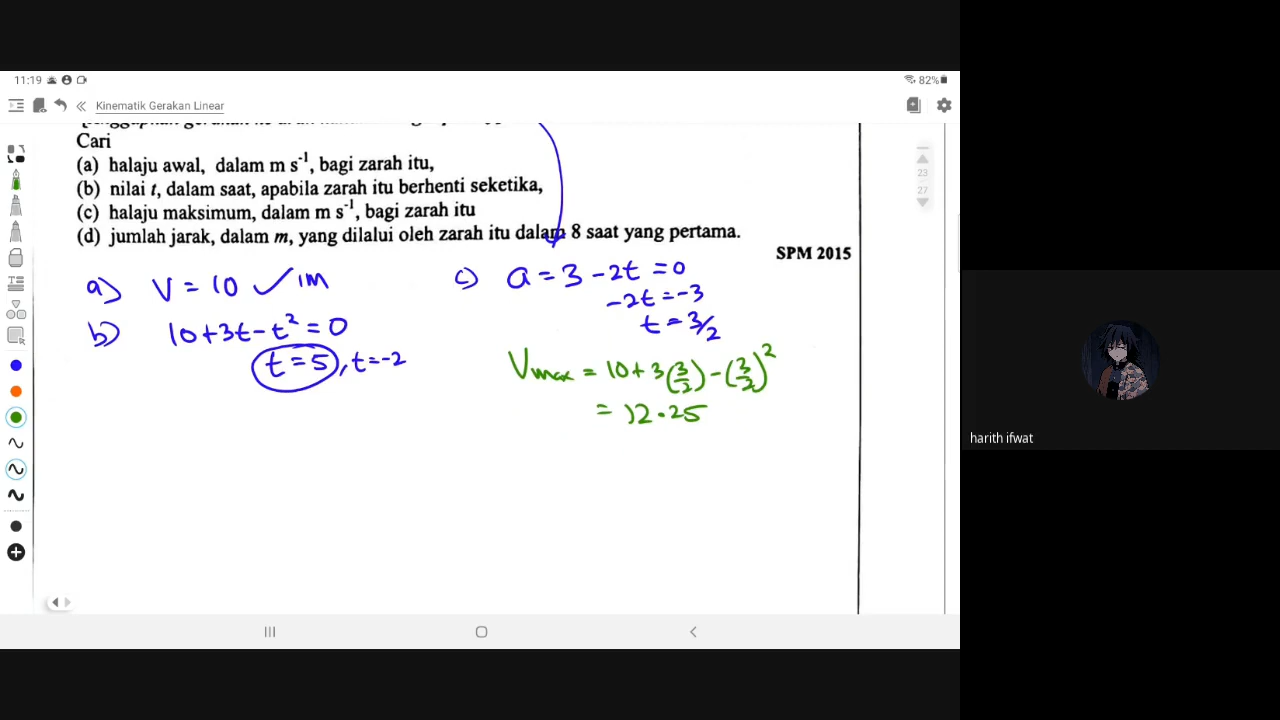 11:19
82%
Kinematik Gerakan Linear
Cari
(a) halaju awal, dalam m s⁻¹, bagi zarah itu,
(b) nilai t, dalam saat, apabila zarah itu berhenti seketika,
(c) halaju maksimum, dalam m s⁻¹, bagi zarah itu
(d) jumlah jarak, dalam m, yang dilalui oleh zarah itu dalam 8 saat yang pertama.
SPM 2015
a) V = 10 ✓ 1M
b) 10+3t-t² = 0
t = 5, t=-2
c) a = 3 - 2t = 0
-2t = -3
t = 3/2
Vmax = 10 + 3(3/2) - (3/2)²
= 12.25
23
27
harith ifwat